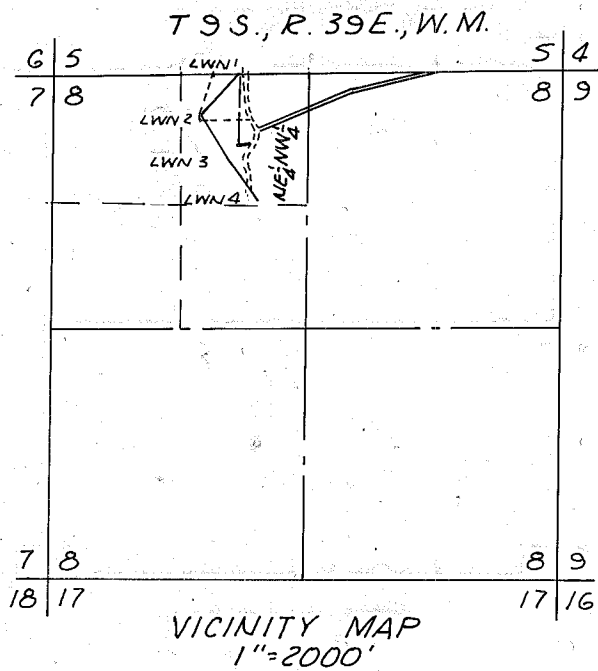 T 9 S., R. 39 E., W. M.
6 5
5 4
7 8
8 9
LWN 1
LWN 2
LWN 3
LWN 4
NE¼NW¼
7 8
8 9
18 17
17 16
VICINITY MAP
1"=2000'